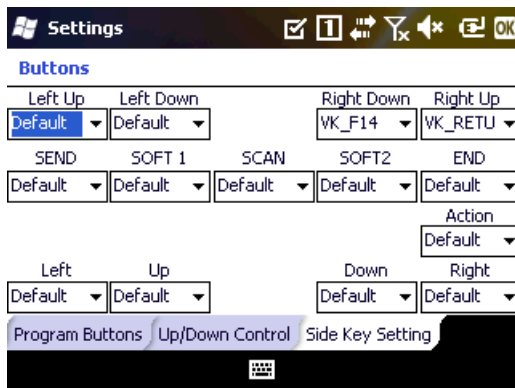 Settings 1 OK
Buttons
Left Up Left Down Right Down Right Up
Default Default VK_F14 VK_RETU
SEND SOFT 1 SCAN SOFT2 END
Default Default Default Default Default
Action
Default
Left Up Down Right
Default Default Default Default
Program Buttons Up/Down Control Side Key Setting